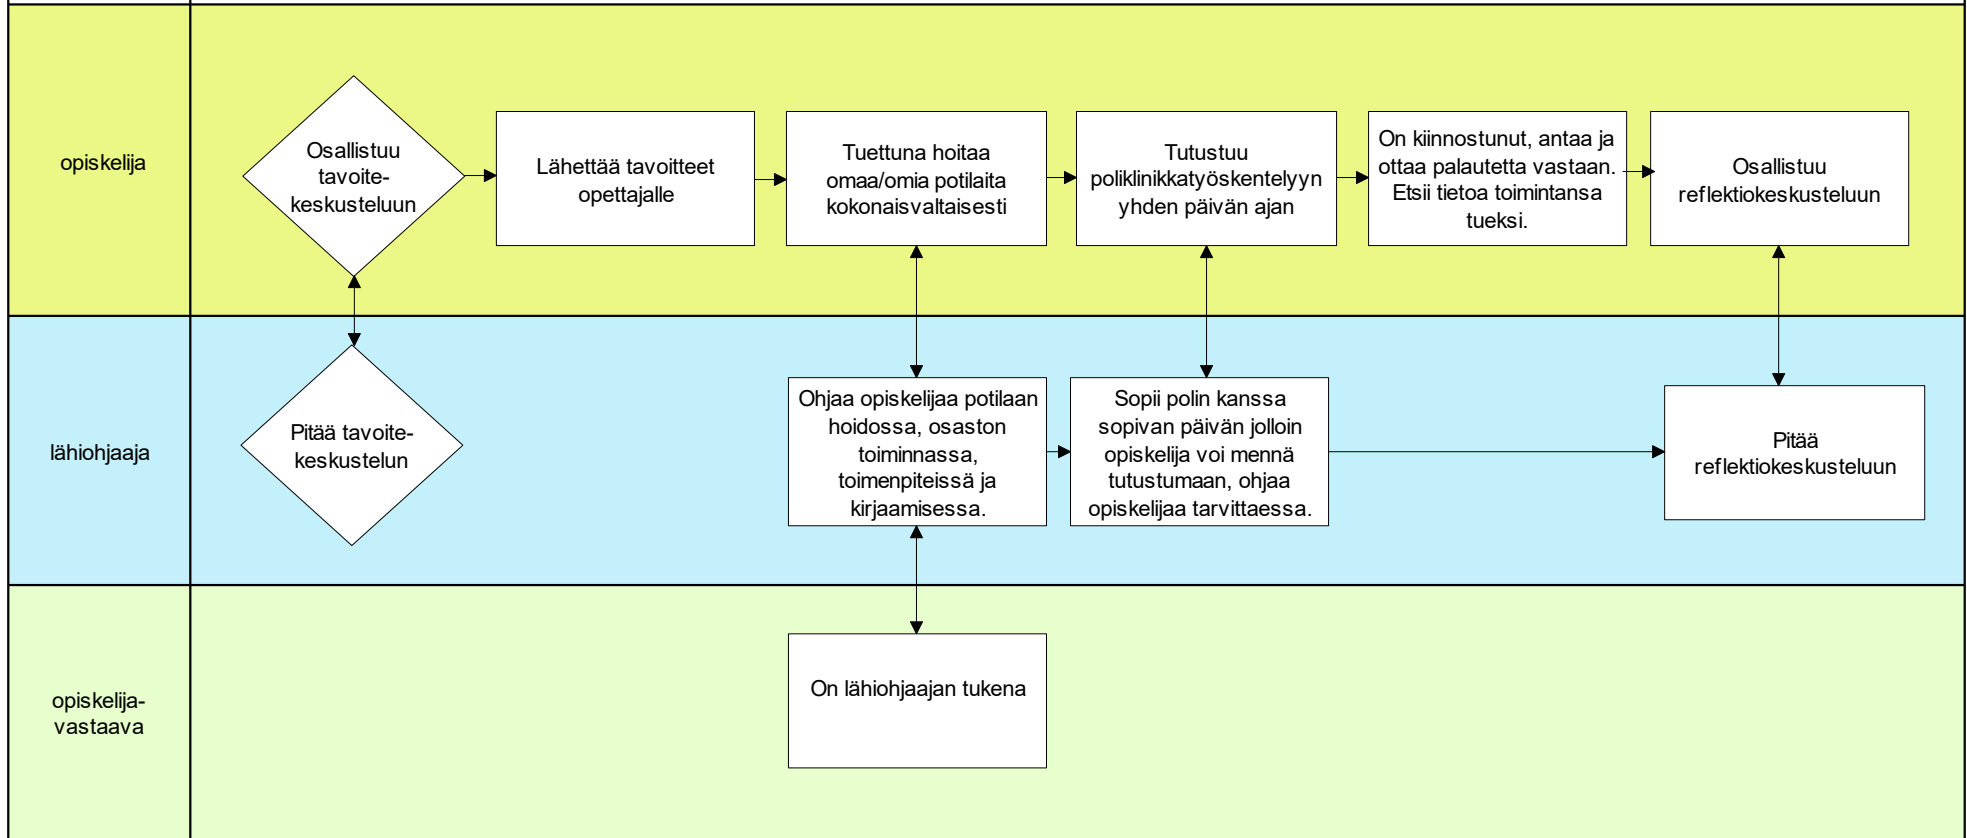 opiskelija
Osallistuu
tavoite-
keskusteluun
Lähettää tavoitteet
opettajalle
Tuettuna hoitaa
omaa/omia potilaita
kokonaisvaltaisesti
Tutustuu
poliklinikkatyöskentelyyn
yhden päivän ajan
On kiinnostunut, antaa ja
ottaa palautetta vastaan.
Etsii tietoa toimintansa
tueksi.
Osallistuu
reflektiokeskusteluun
lähiohjaaja
Pitää tavoite-
keskustelun
Ohjaa opiskelijaa potilaan
hoidossa, osaston
toiminnassa,
toimenpiteissä ja
kirjaamisessa.
Sopii polin kanssa
sopivan päivän jolloin
opiskelija voi mennä
tutustumaan, ohjaa
opiskelijaa tarvittaessa.
Pitää
reflektiokeskusteluun
opiskelija-
vastaava
On lähiohjaajan tukena